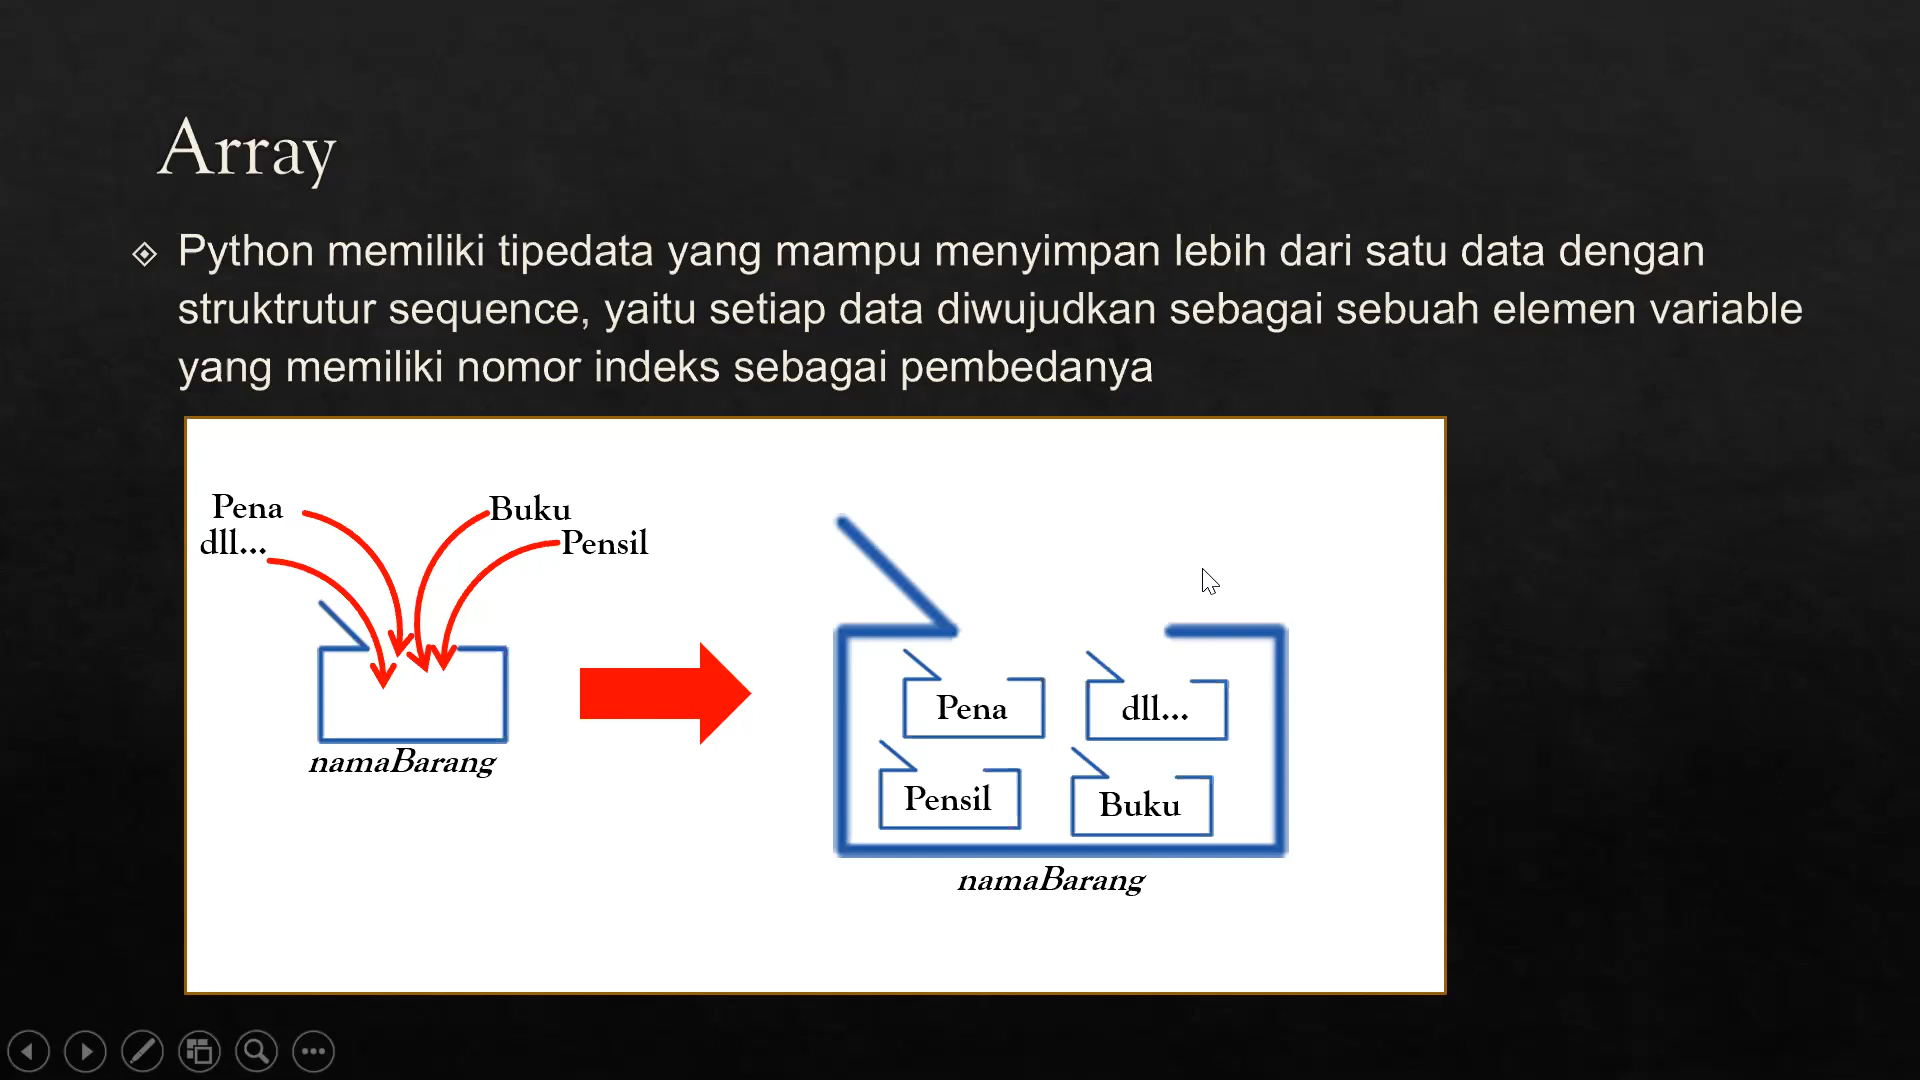 Array
Python memiliki tipedata yang mampu menyimpan lebih dari satu data dengan
struktrutur sequence, yaitu setiap data diwujudkan sebagai sebuah elemen variable
yang memiliki nomor indeks sebagai pembedanya
Pena
Buku
dll...
Pensil
namaBarang
Pena
dll...
Pensil
Buku
namaBarang